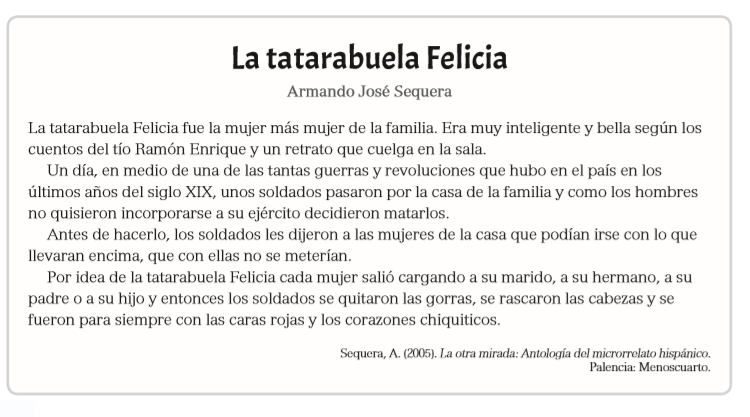 La tatarabuela Felicia
Armando José Sequera
La tatarabuela Felicia fue la mujer más mujer de la familia. Era muy inteligente y bella según los
cuentos del tío Ramón Enrique y un retrato que cuelga en la sala.
Un día, en medio de una de las tantas guerras y revoluciones que hubo en el país en los
últimos años del siglo XIX, unos soldados pasaron por la casa de la familia y como los hombres
no quisieron incorporarse a su ejército decidieron matarlos.
Antes de hacerlo, los soldados les dijeron a las mujeres de la casa que podían irse con lo que
llevaran encima, que con ellas no se meterían.
Por idea de la tatarabuela Felicia cada mujer salió cargando a su marido, a su hermano, a su
padre o a su hijo y entonces los soldados se quitaron las gorras, se rascaron las cabezas y se
fueron para siempre con las caras rojas y los corazones chiquiticos.
Sequera, A. (2005). La otra mirada: Antología del microrrelato hispánico.
Palencia: Menoscuarto.